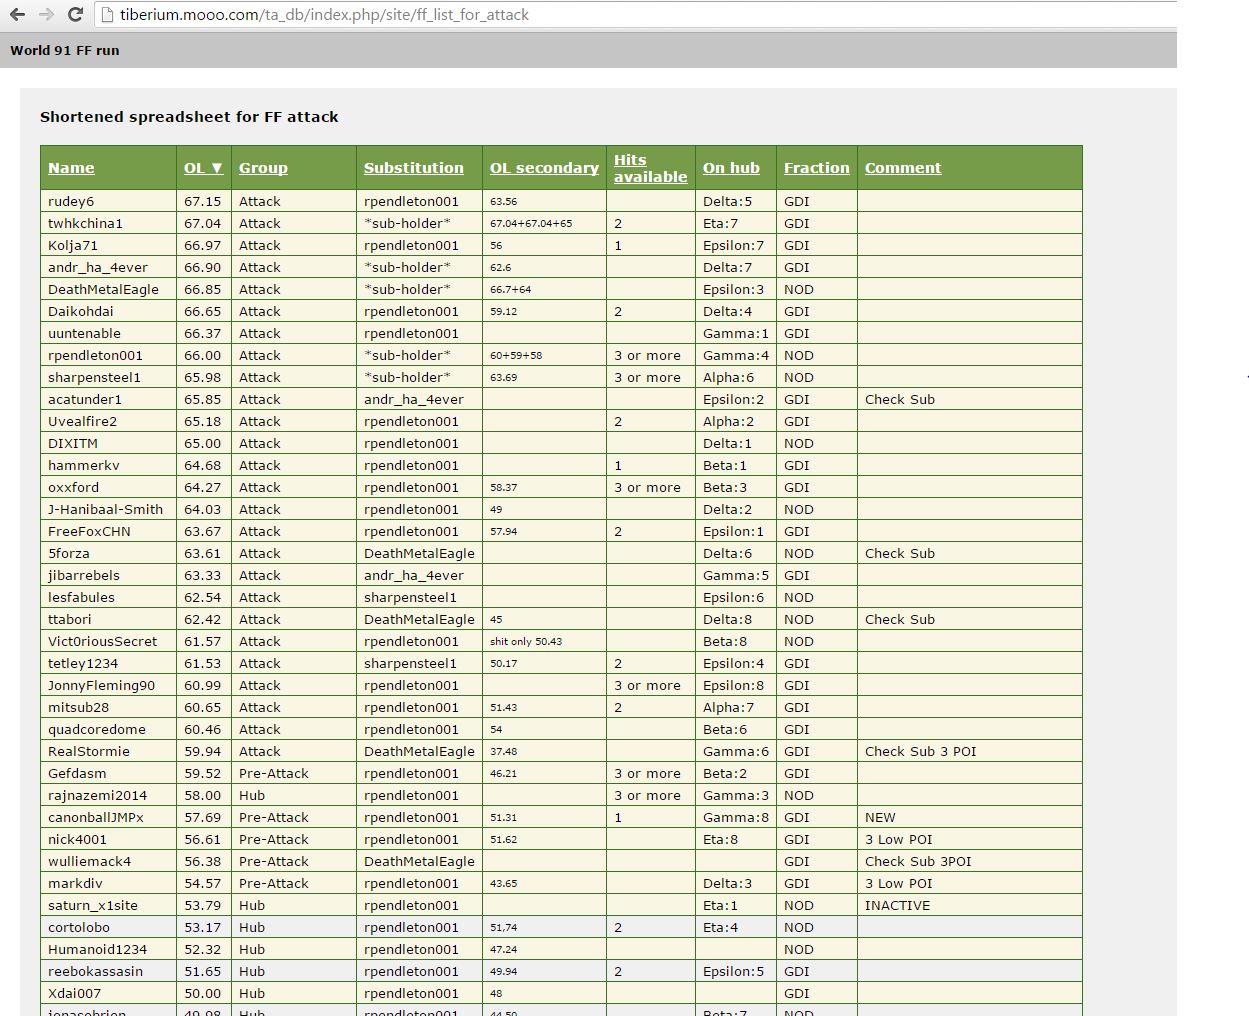 tiberium.mooo.com/ta_db/index.php/site/ff_list_for_attack
World 91 FF run
Shortened spreadsheet for FF attack
Name OL ▼ Group Substitution OL secondary Hits available On hub Fraction Comment
rudey6 67.15 Attack rpendleton001 63.56 Delta:5 GDI
twhkchina1 67.04 Attack *sub-holder* 67.04+67.04+65 2 Eta:7 GDI
Kolja71 66.97 Attack rpendleton001 56 1 Epsilon:7 GDI
andr_ha_4ever 66.90 Attack *sub-holder* 62.6 Delta:7 GDI
DeathMetalEagle 66.85 Attack *sub-holder* 66.7+64 Epsilon:3 NOD
Daikohdai 66.65 Attack rpendleton001 59.12 2 Delta:4 GDI
uuntenable 66.37 Attack rpendleton001 Gamma:1 GDI
rpendleton001 66.00 Attack *sub-holder* 60+59+58 3 or more Gamma:4 NOD
sharpensteel1 65.98 Attack *sub-holder* 63.69 3 or more Alpha:6 NOD
acatunder1 65.85 Attack andr_ha_4ever Epsilon:2 GDI Check Sub
Uvealfire2 65.18 Attack rpendleton001 2 Alpha:2 GDI
DIXITM 65.00 Attack rpendleton001 Delta:1 NOD
hammerkv 64.68 Attack rpendleton001 1 Beta:1 GDI
oxxford 64.27 Attack rpendleton001 58.37 3 or more Beta:3 GDI
J-Hanibaal-Smith 64.03 Attack rpendleton001 49 Delta:2 NOD
FreeFoxCHN 63.67 Attack rpendleton001 57.94 2 Epsilon:1 GDI
5forza 63.61 Attack DeathMetalEagle Delta:6 NOD Check Sub
jibarrebels 63.33 Attack andr_ha_4ever Gamma:5 GDI
lesfabules 62.54 Attack sharpensteel1 Epsilon:6 NOD
ttabori 62.42 Attack DeathMetalEagle 45 Delta:8 NOD Check Sub
Vict0riousSecret 61.57 Attack rpendleton001 shit only 50.43 Beta:8 NOD
tetley1234 61.53 Attack sharpensteel1 50.17 2 Epsilon:4 GDI
JonnyFleming90 60.99 Attack rpendleton001 3 or more Epsilon:8 GDI
mitsub28 60.65 Attack rpendleton001 51.43 2 Alpha:7 GDI
quadcoredome 60.46 Attack rpendleton001 54 Beta:6 GDI
RealStormie 59.94 Attack DeathMetalEagle 37.48 Gamma:6 GDI Check Sub 3 POI
Gefdasm 59.52 Pre-Attack rpendleton001 46.21 3 or more Beta:2 GDI
rajnazemi2014 58.00 Hub rpendleton001 3 or more Gamma:3 NOD
canonballJMPx 57.69 Pre-Attack rpendleton001 51.31 1 Gamma:8 GDI NEW
nick4001 56.61 Pre-Attack rpendleton001 51.62 Eta:8 GDI 3 Low POI
wulliemack4 56.38 Pre-Attack DeathMetalEagle GDI Check Sub 3POI
markdiv 54.57 Pre-Attack rpendleton001 43.65 Delta:3 GDI 3 Low POI
saturn_x1site 53.79 Hub rpendleton001 Eta:1 NOD INACTIVE
cortolobo 53.17 Hub rpendleton001 51,74 2 Eta:4 GDI
Humanoid1234 52.32 Hub rpendleton001 47.24 NOD
reebokassasin 51.65 Hub rpendleton001 49.94 2 Epsilon:5 GDI
Xdai007 50.00 Hub rpendleton001 48 GDI
jonasobrien 49.98 Hub rpendleton001 44.50 Beta:7 NOD